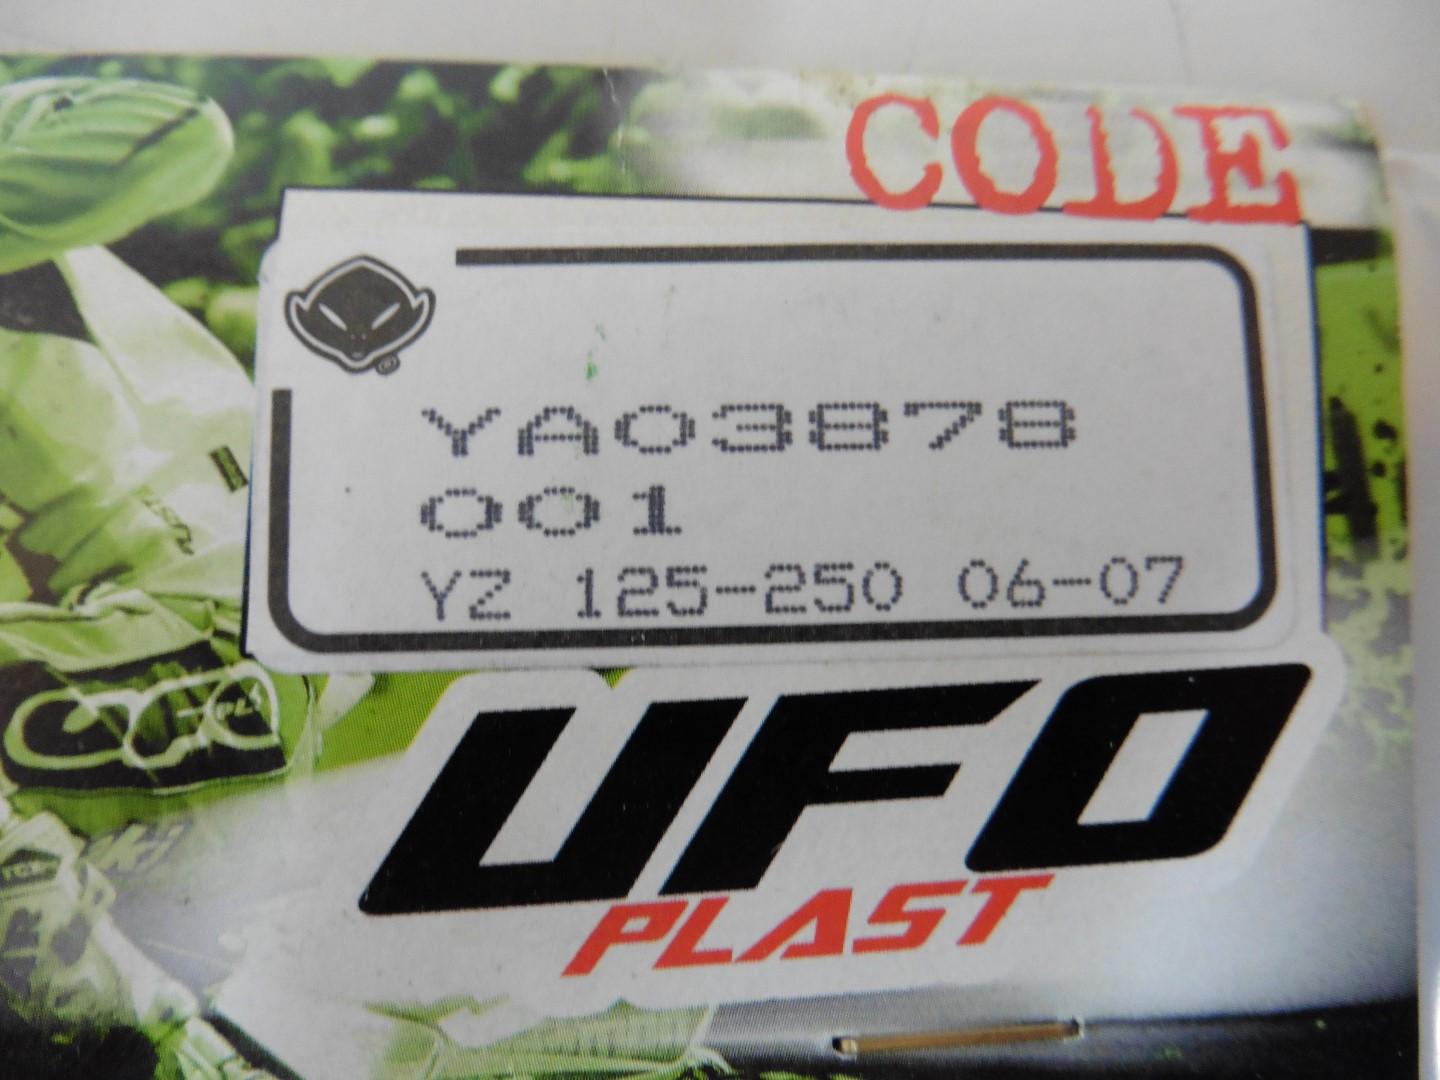 CODE
YA03878
001
YZ 125-250 06-07
UFO
PLAST